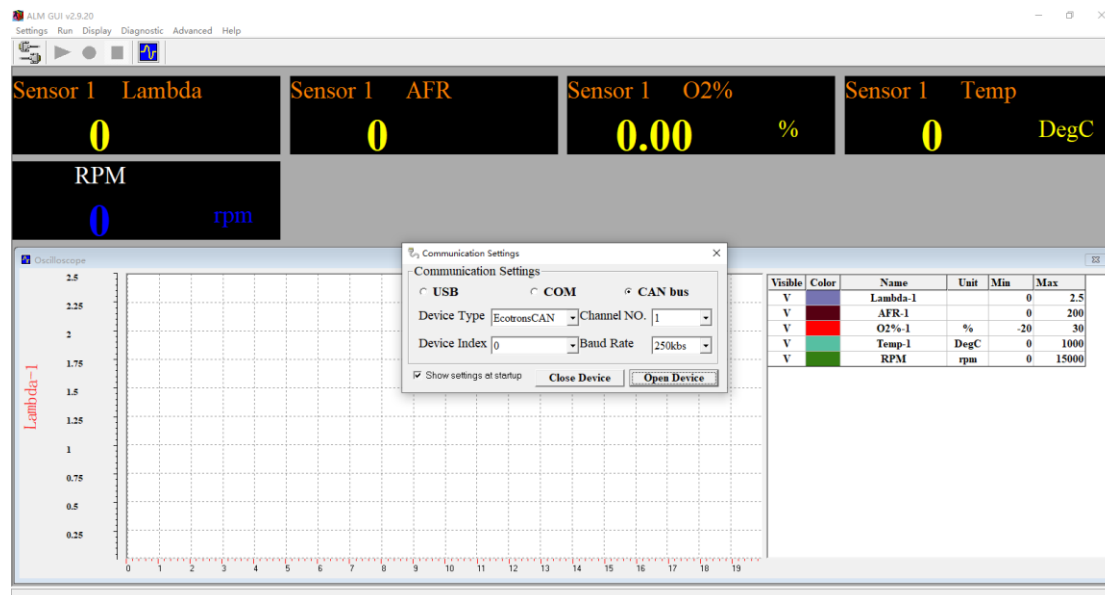 ALM GUI v2.9.20
Settings Run Display Diagnostic Advanced Help
Sensor 1 Lambda
0
Sensor 1 AFR
0
Sensor 1 O2%
0.00 %
Sensor 1 Temp
0 DegC
RPM
0 rpm
Oscilloscope
Communication Settings
Communication Settings
USB COM CAN bus
Device Type EcotronsCAN Channel NO. 1
Device Index 0 Baud Rate 250kbs
Show settings at startup Close Device Open Device
Lambda-1
2.5
2.25
2
1.75
1.5
1.25
1
0.75
0.5
0.25
0 1 2 3 4 5 6 7 8 9 10 11 12 13 14 15 16 17 18 19
Visible Color Name Unit Min Max
V Lambda-1 0 2.5
V AFR-1 0 200
V O2%-1 % -20 30
V Temp-1 DegC 0 1000
V RPM rpm 0 15000